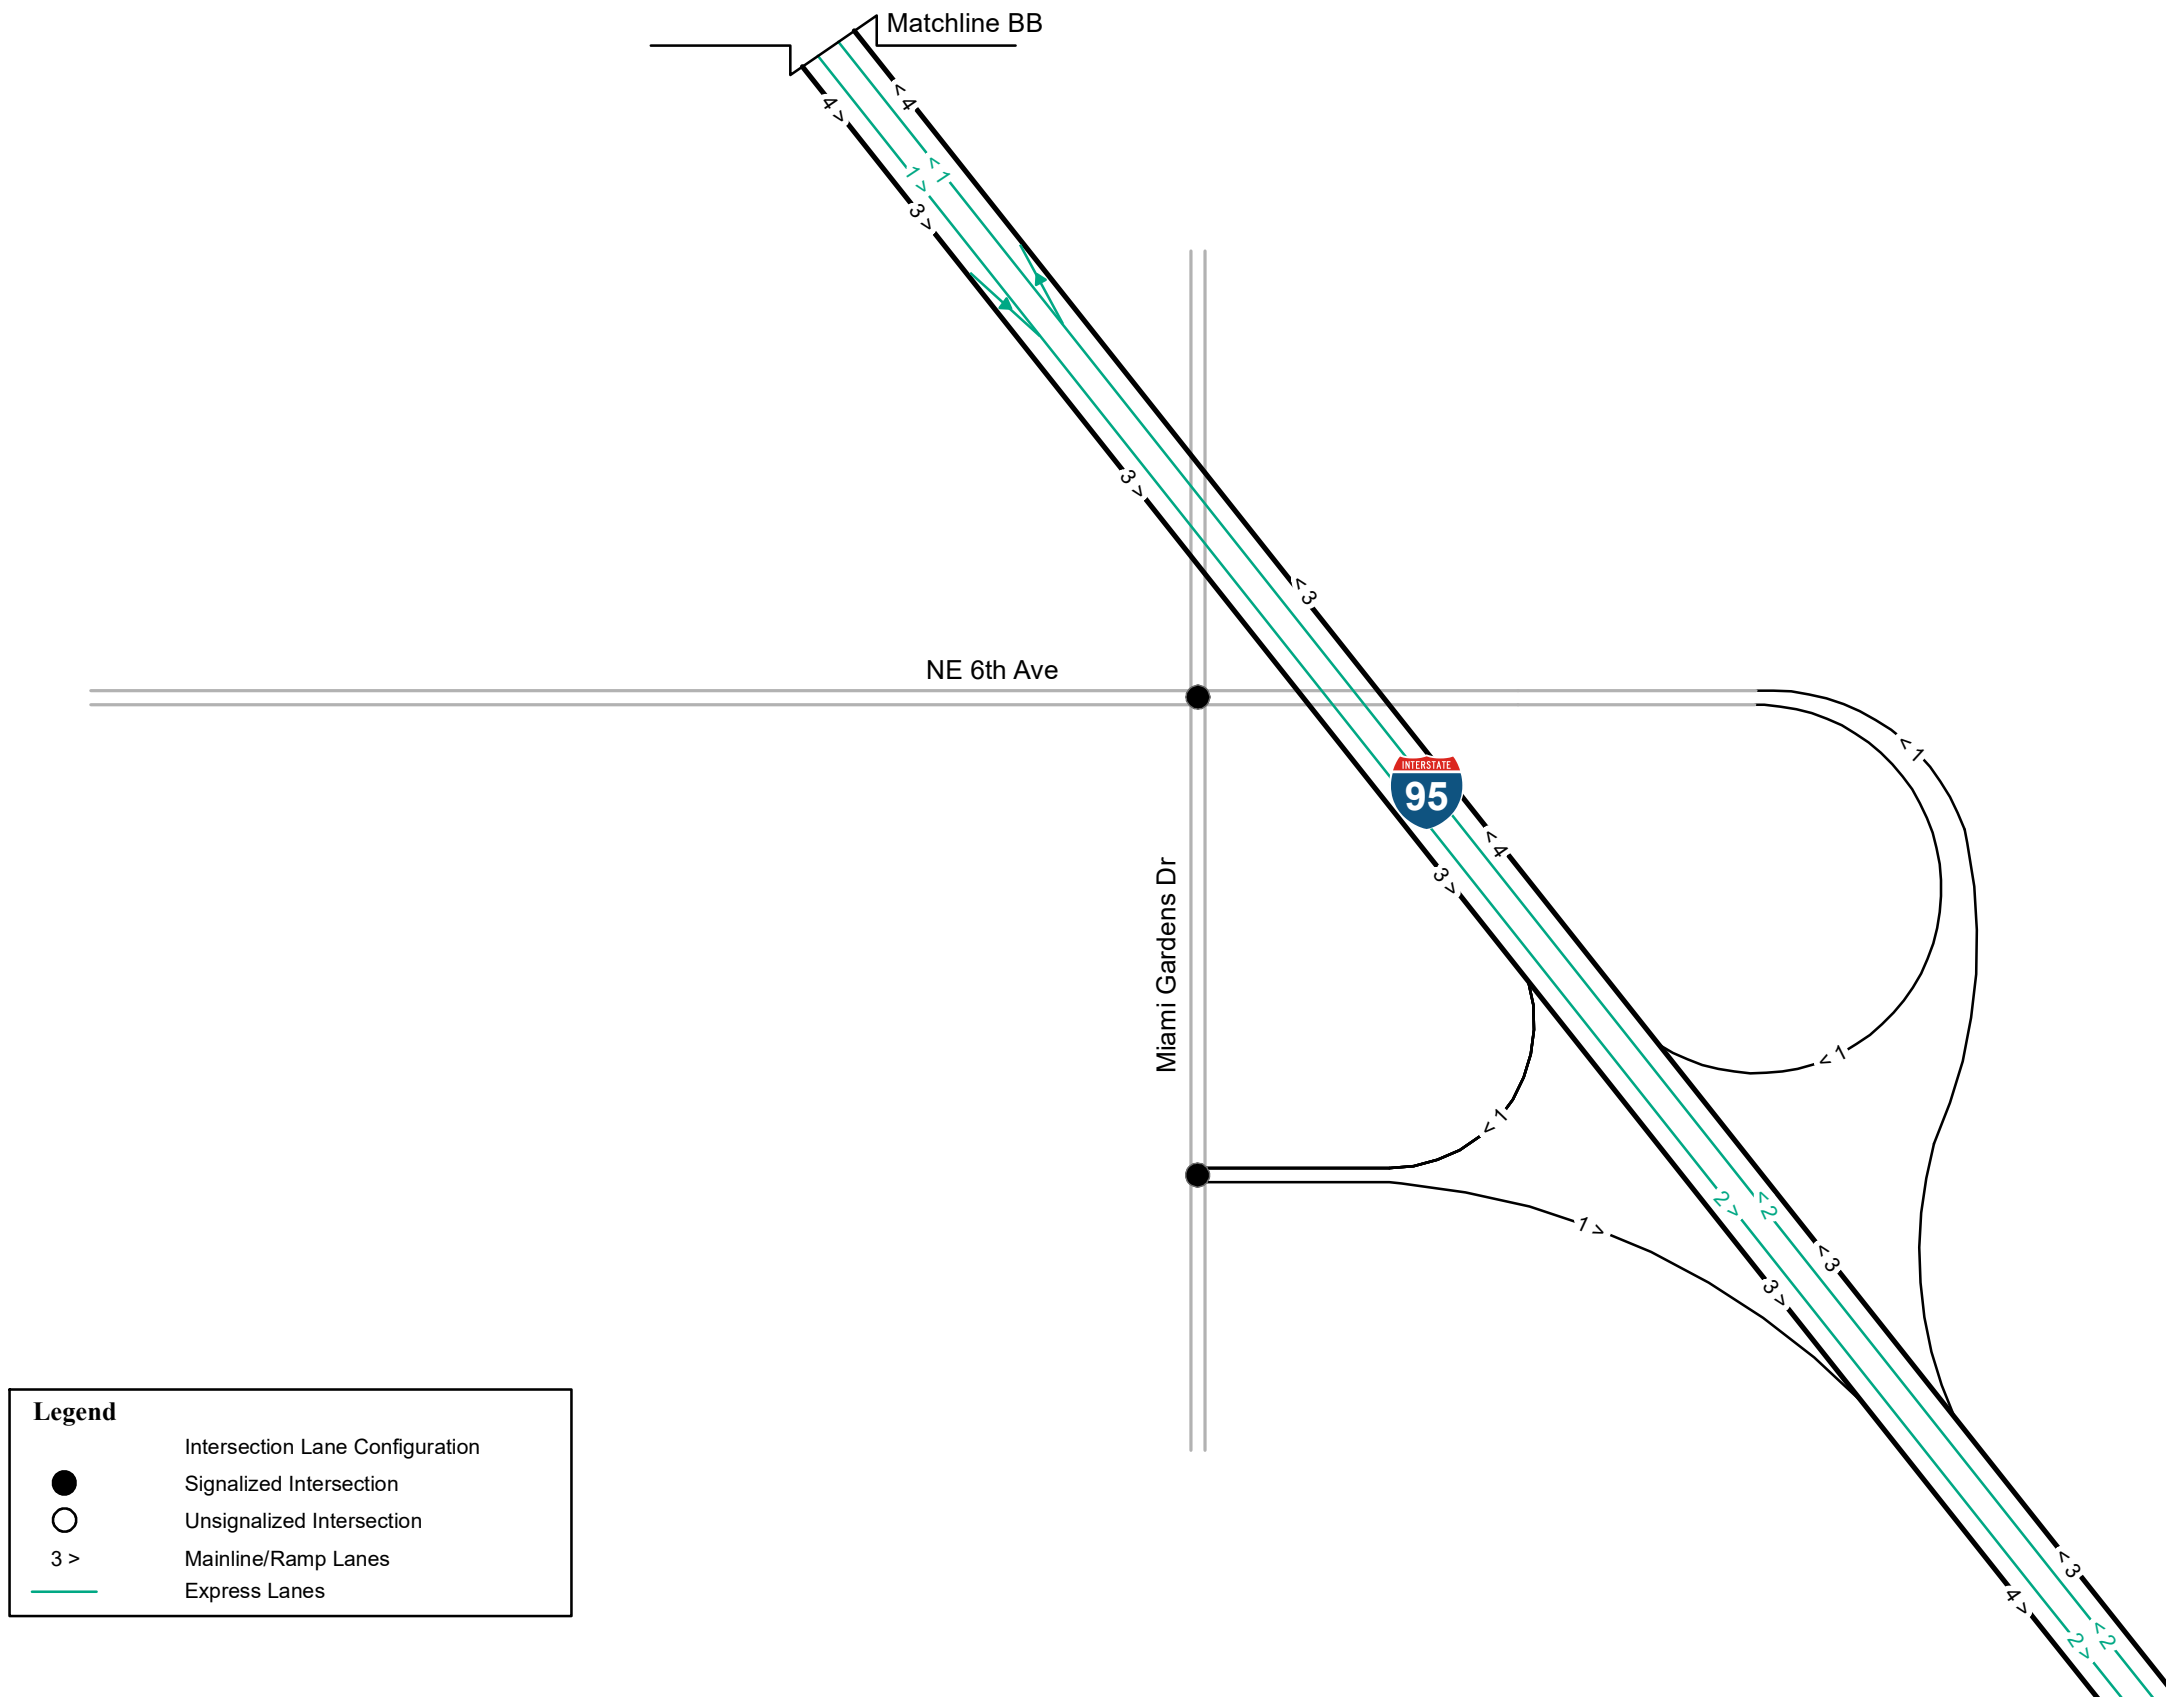 Matchline BB
4 >
< 4
1 >
< 1
3 >
3 >
< 3
NE 6th Ave
< 1
INTERSTATE
95
< 4
3 >
Miami Gardens Dr
< 1
< 1
2 >
< 2
1 >
< 3
3 >
Legend
Intersection Lane Configuration
Signalized Intersection
Unsignalized Intersection
3 > Mainline/Ramp Lanes
Express Lanes
< 3
4 >
2 >
< 2